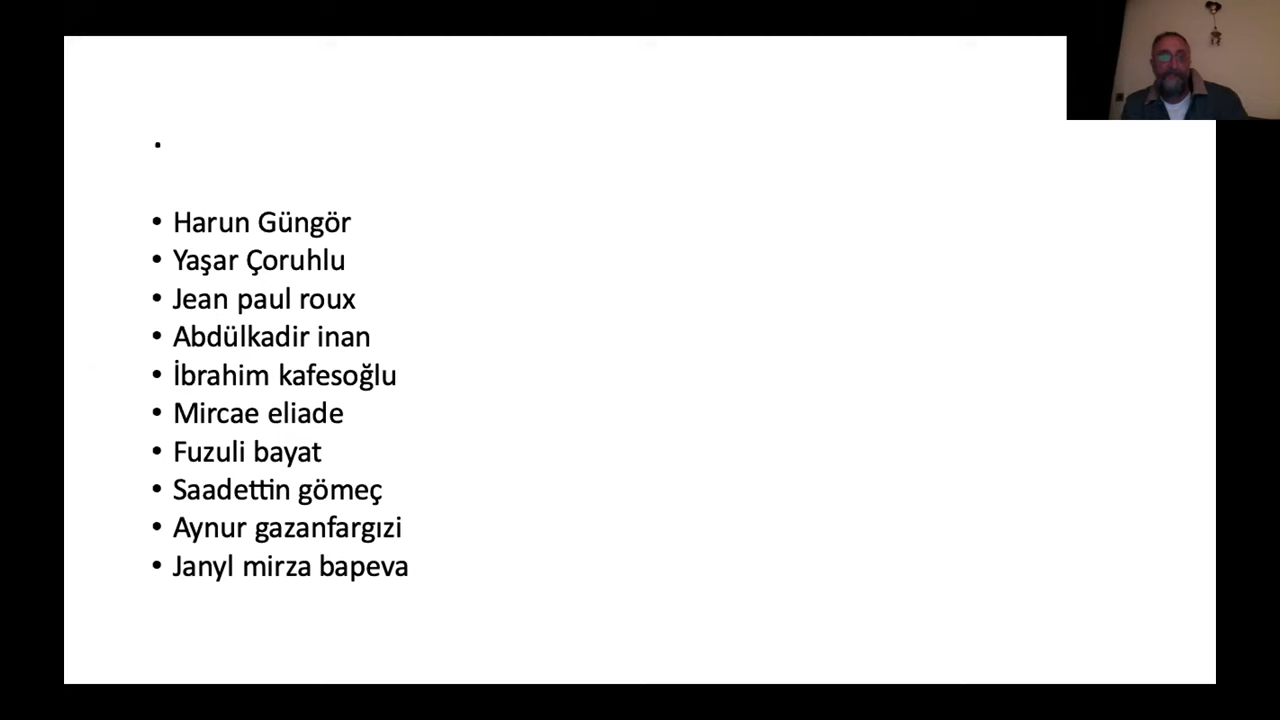 .
• Harun Güngör
• Yaşar Çoruhlu
• Jean paul roux
• Abdülkadir inan
• İbrahim kafesoğlu
• Mircae eliade
• Fuzuli bayat
• Saadettin gömeç
• Aynur gazanfargızi
• Janyl mirza bapeva